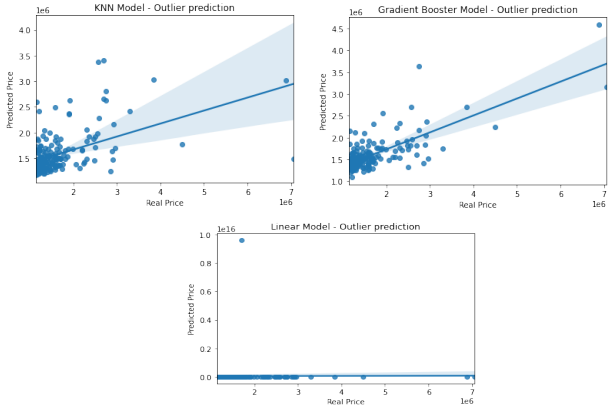 KNN Model - Outlier prediction
1e6
4.0
3.5
3.0
2.5
2.0
1.5
Predicted Price
2 3 4 5 6 7
Real Price
1e6
Gradient Booster Model - Outlier prediction
1e6
4.5
4.0
3.5
3.0
2.5
2.0
1.5
1.0
Predicted Price
2 3 4 5 6 7
Real Price
1e6
Linear Model - Outlier prediction
1e16
1.0
0.8
0.6
0.4
0.2
0.0
Predicted Price
2 3 4 5 6 7
Real Price
1e6